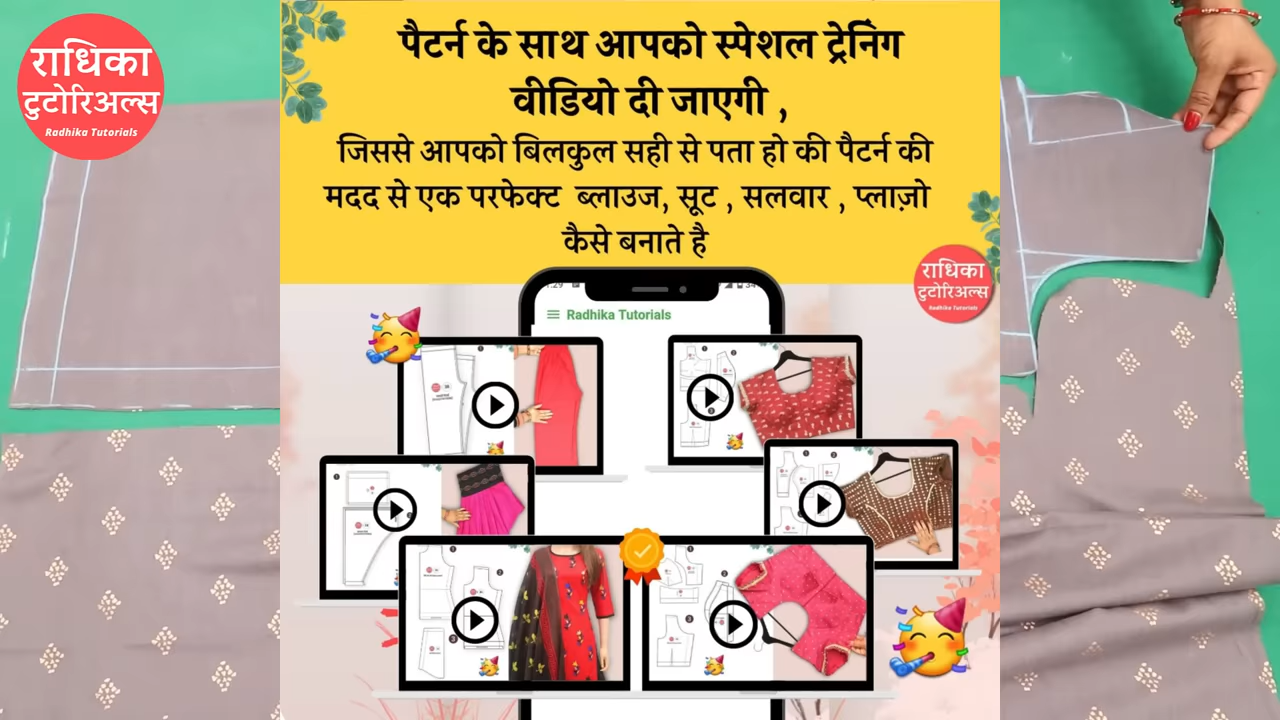 राधिका
टुटोरिअल्स
Radhika Tutorials
पैटर्न के साथ आपको स्पेशल ट्रेनिंग
वीडियो दी जाएगी ,
जिससे आपको बिलकुल सही से पता हो की पैटर्न की
मदद से एक परफेक्ट ब्लाउज, सूट , सलवार , प्लाज़ो
कैसे बनाते है
राधिका
टुटोरिअल्स
Radhika Tutorials
Radhika Tutorials